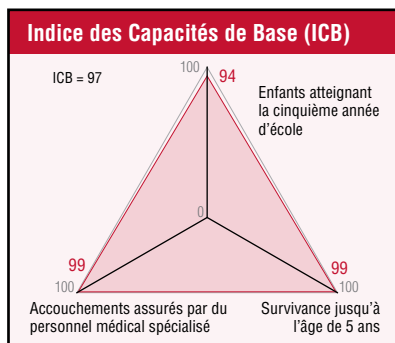 Indice des Capacités de Base (ICB)
ICB = 97
100
94
Enfants atteignant
la cinquième année
d'école
0
99
100
99
100
Accouchements assurés par du
personnel médical spécialisé
Survivance jusqu'à
l'âge de 5 ans